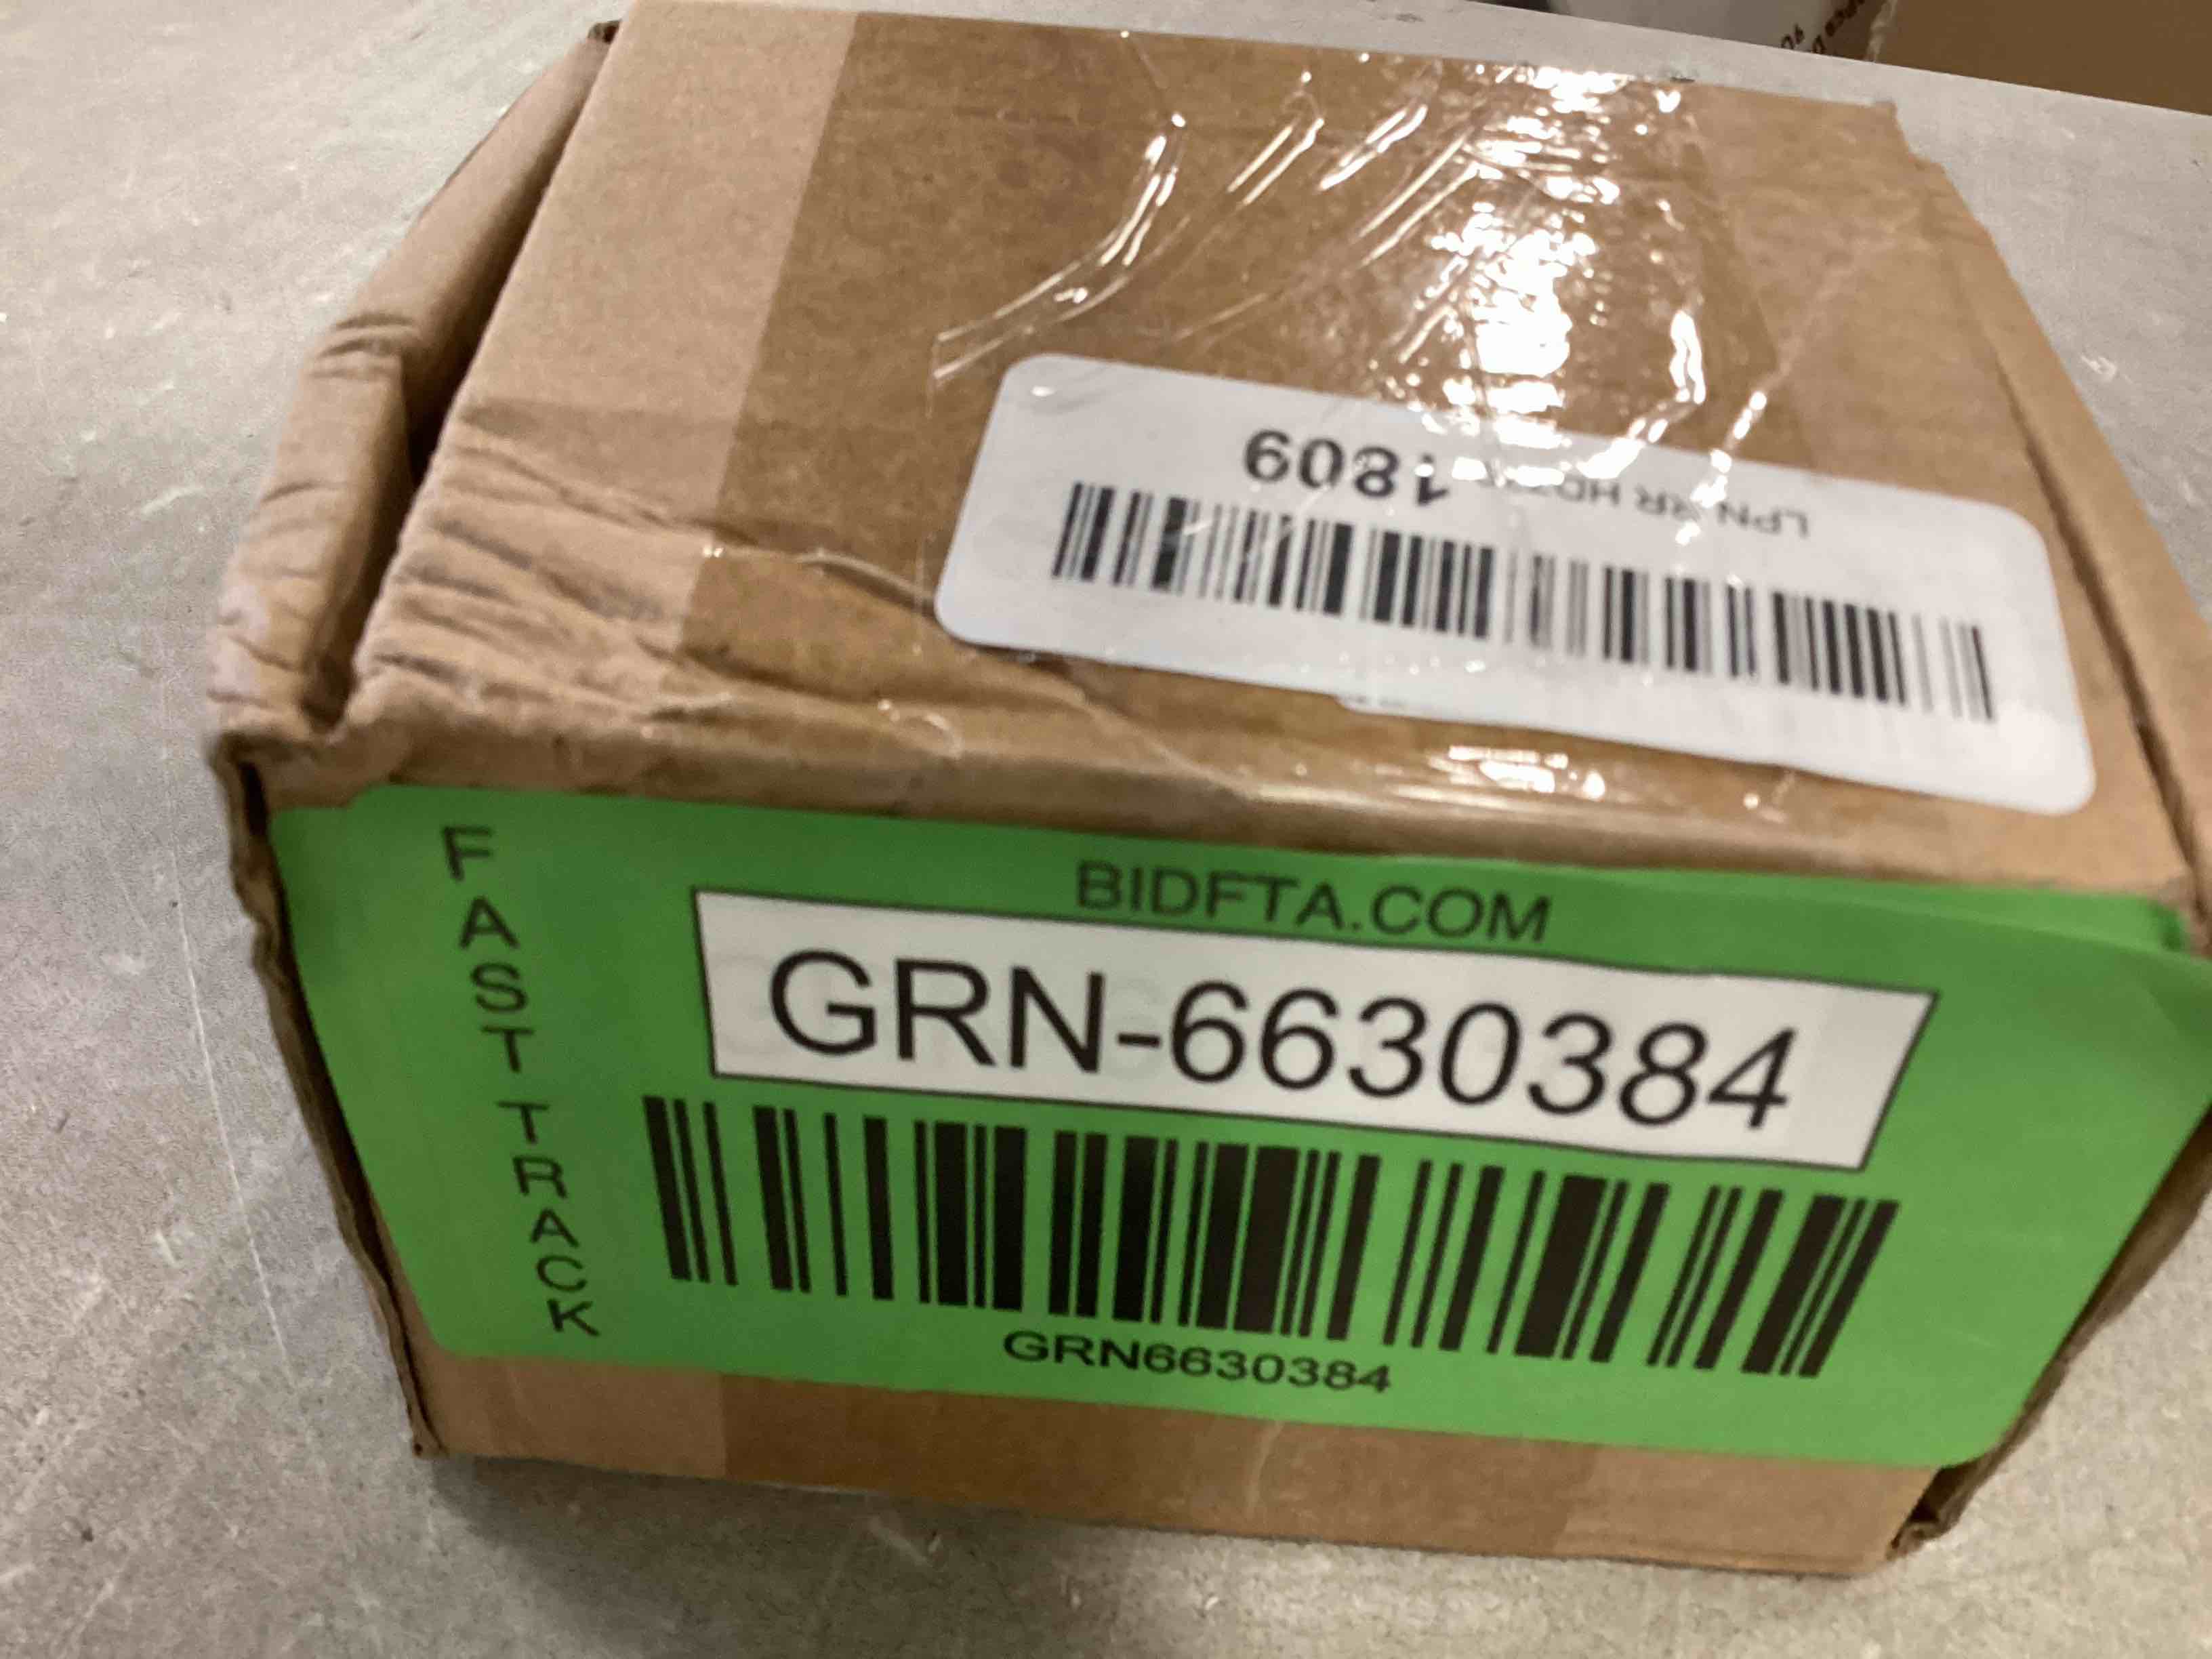 LPN
1809
BIDFTA.COM
FAST TRACK
GRN-6630384
GRN6630384